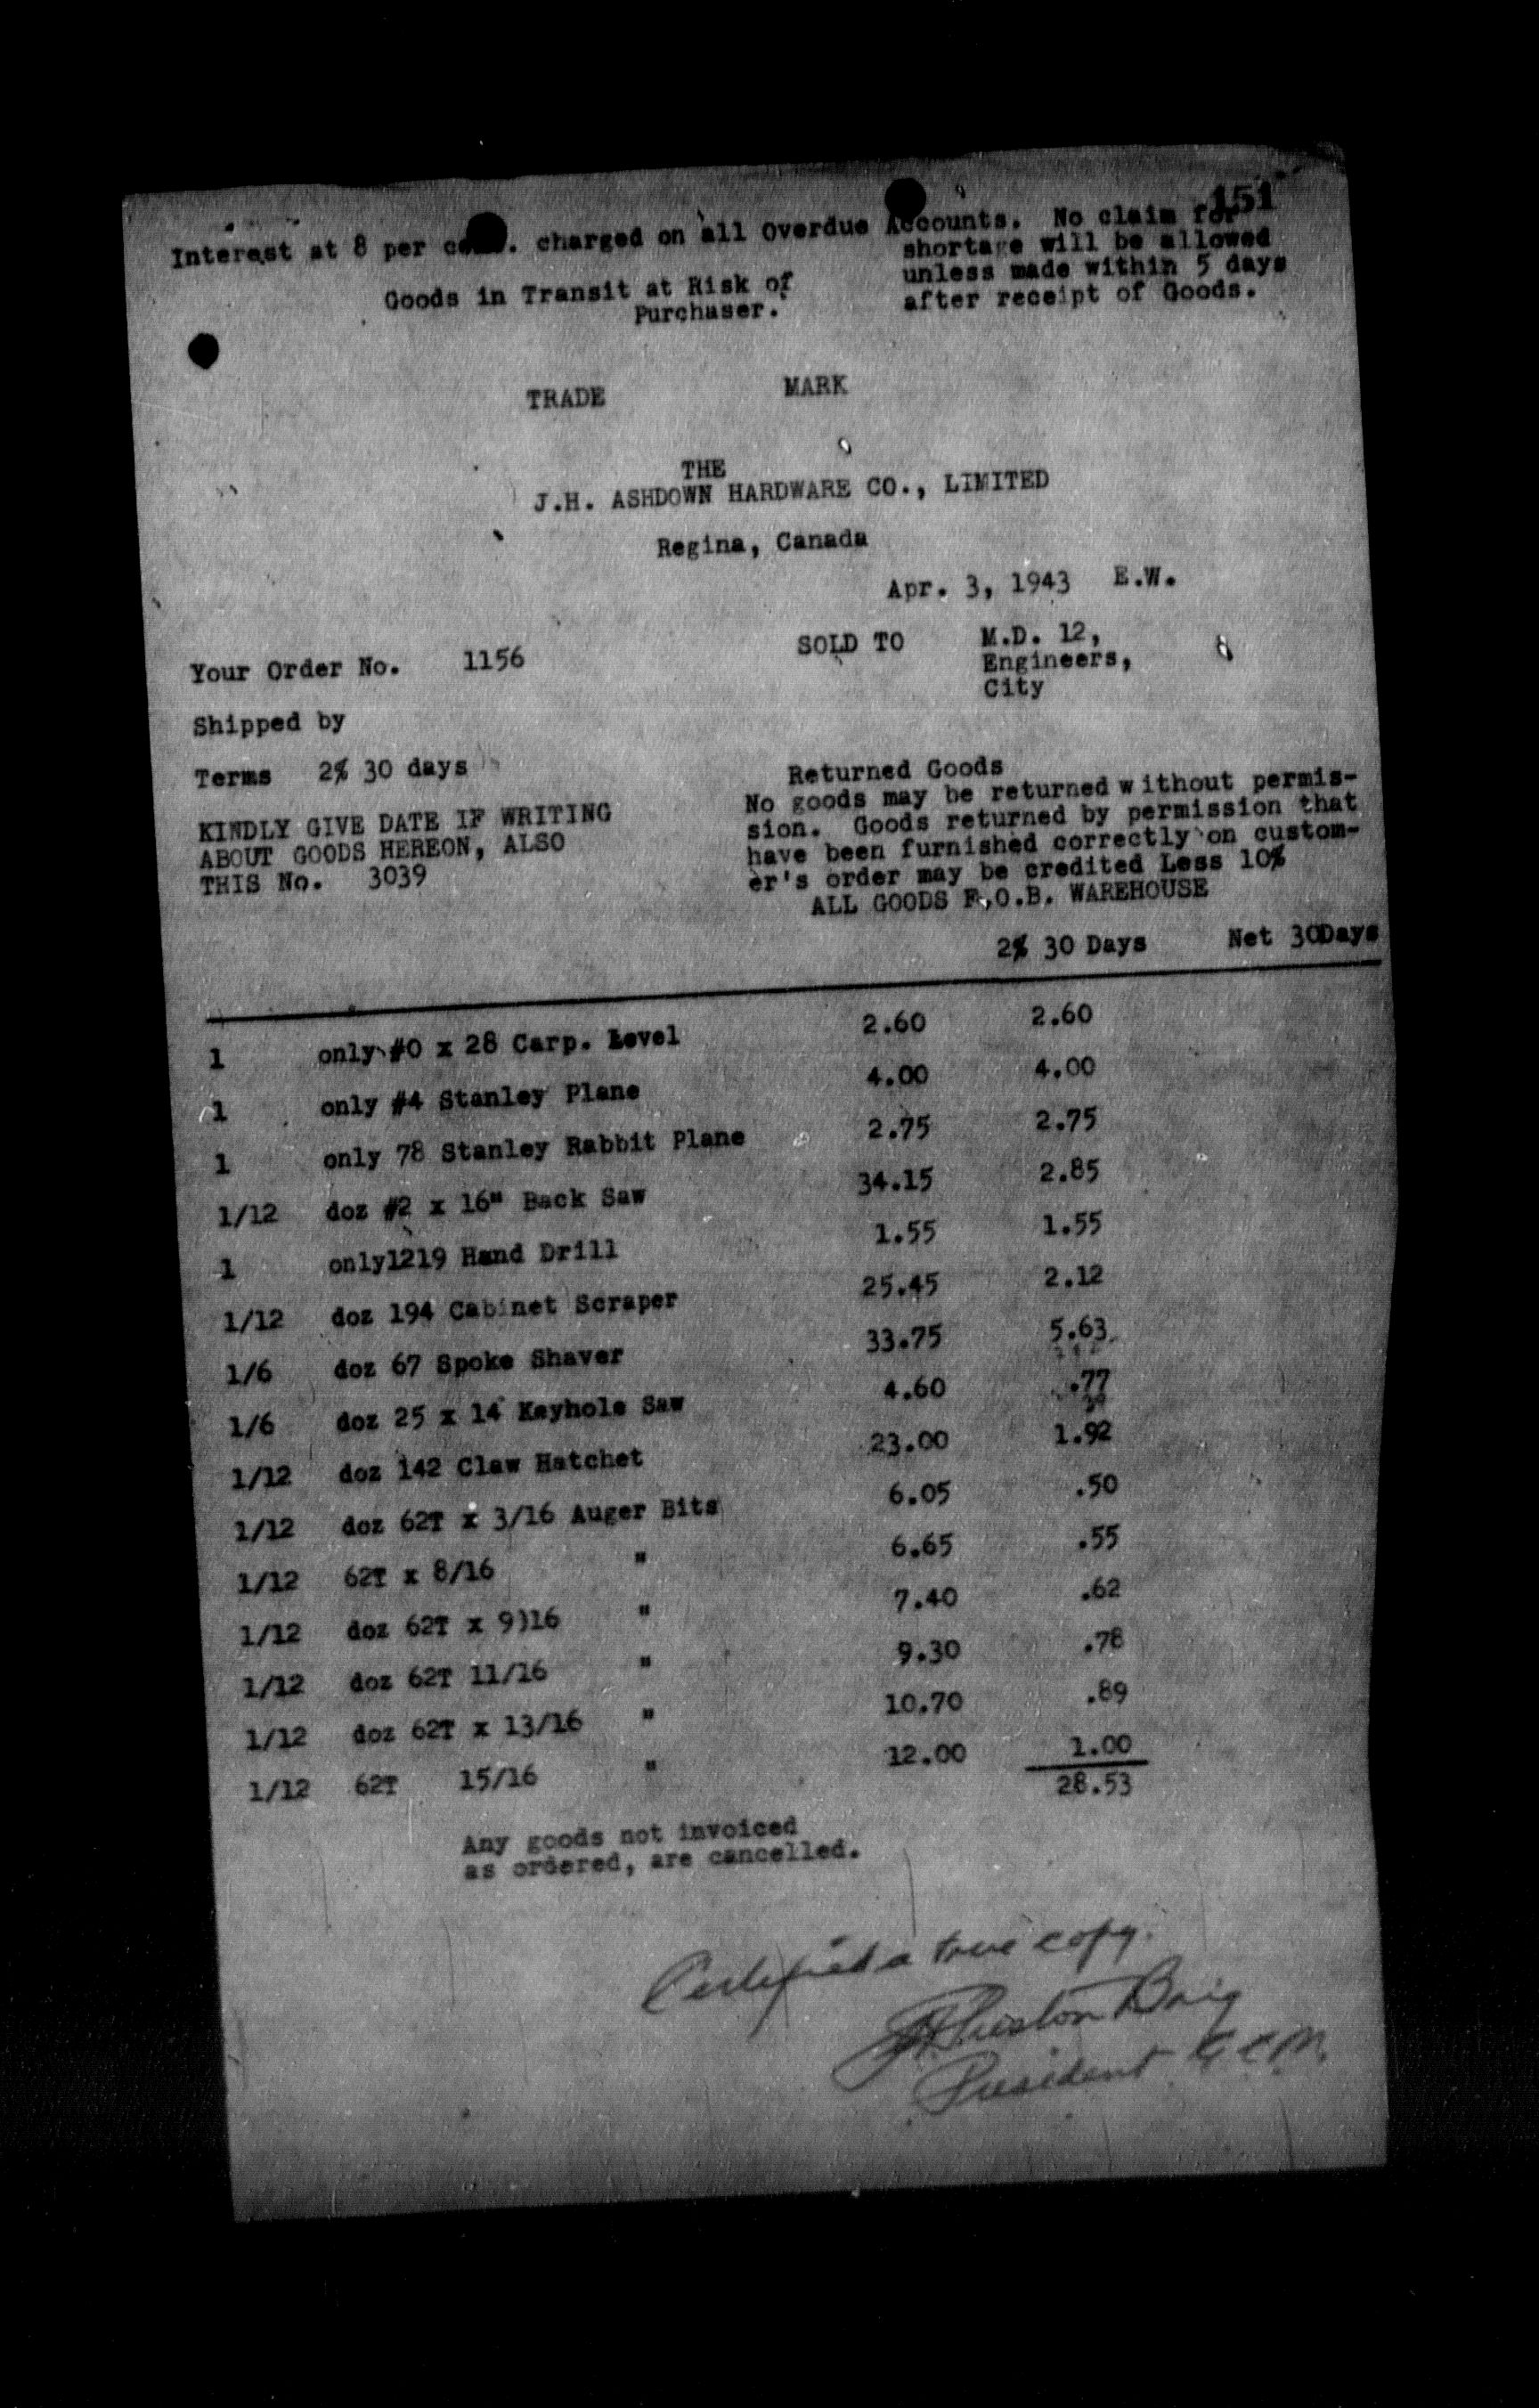 151
Interest at 8 per charged on all Overdue Accounts. No claim for
shortage will be allowed
unless made within 5 days
after receipt of Goods.
Goods in Transit at Risk of
Purchaser.
TRADE MARK
THE
J.H. ASHDOWN HARDWARE CO., LIMITED
Regina, Canada
Apr. 3, 1943 E.W.
Your Order No. 1156
SOLD TO M.D. 12,
Engineers,
City
Shipped by
Terms 2% 30 days
KINDLY GIVE DATE IF WRITING
ABOUT GOODS HEREON, ALSO
THIS No. 3039
Returned Goods
No goods may be returned without permis-
sion. Goods returned by permission that
have been furnished correctly on custom-
er's order may be credited Less 10%
ALL GOODS F.O.B. WAREHOUSE
2% 30 Days Net 30Days
1 only #0 x 28 Carp. Level 2.60 2.60
1 only #4 Stanley Plane 4.00 4.00
1 only 78 Stanley Rabbit Plane 2.75 2.75
1/12 doz #2 x 16" Back Saw 34.15 2.85
1 only1219 Hand Drill 1.55 1.55
1/12 doz 194 Cabinet Scraper 25.45 2.12
1/6 doz 67 Spoke Shaver 33.75 5.63
1/6 doz 25 x 14 Keyhole Saw 4.60 .77
1/12 doz 142 Claw Hatchet 23.00 1.92
1/12 doz 62T x 3/16 Auger Bits 6.05 .50
1/12 62T x 8/16 " 6.65 .55
1/12 doz 62T x 9)16 " 7.40 .62
1/12 doz 62T 11/16 " 9.30 .78
1/12 doz 62T x 13/16 " 10.70 .89
1/12 62T 15/16 " 12.00 1.00
28.53
Any goods not invoiced
as ordered, are cancelled.
Certified a true copy.
Brig
President G.C.M.